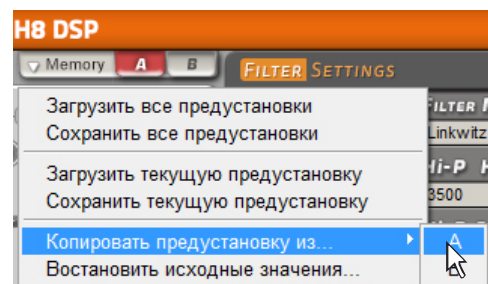 H8 DSP
Memory A B
FILTER SETTINGS
Загрузить все предустановки
Сохранить все предустановки
Linkwitz
Hi-P
Загрузить текущую предустановку
3500
Сохранить текущую предустановку
Копировать предустановку из...
A
Востановить исходные значения...